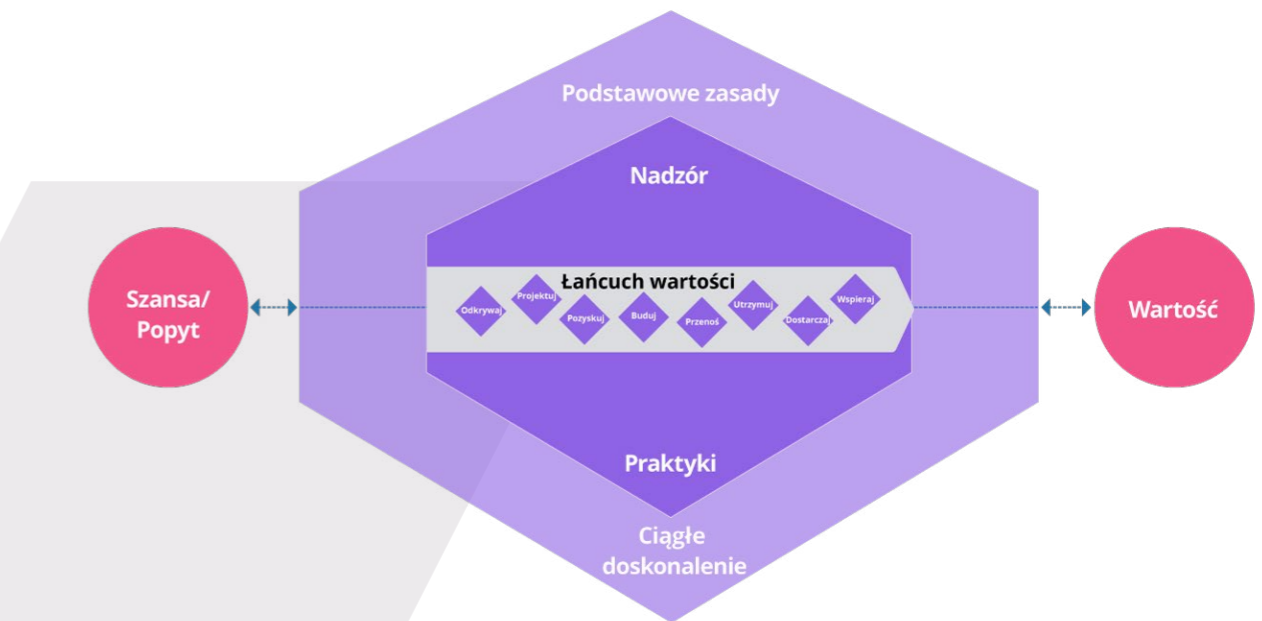 Podstawowe zasady
Nadzór
Łańcuch wartości
Szansa/
Popyt
Odkrywaj
Projektuj
Pozyskuj
Buduj
Przenoś
Utrzymuj
Dostarczaj
Wspieraj
Wartość
Praktyki
Ciągłe
doskonalenie